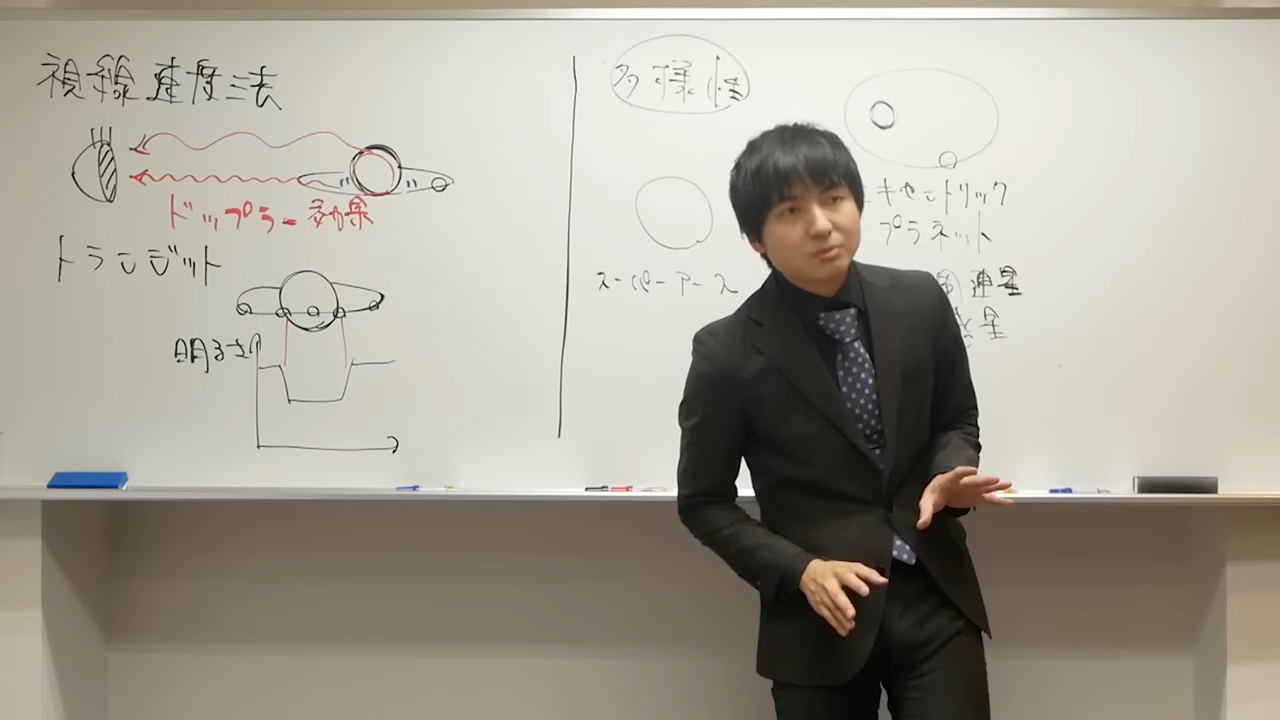 視線速度法
ドップラー効果
トランジット
明るさ
多様性
スーパーアース
キセントリック
プラネット
連星
星